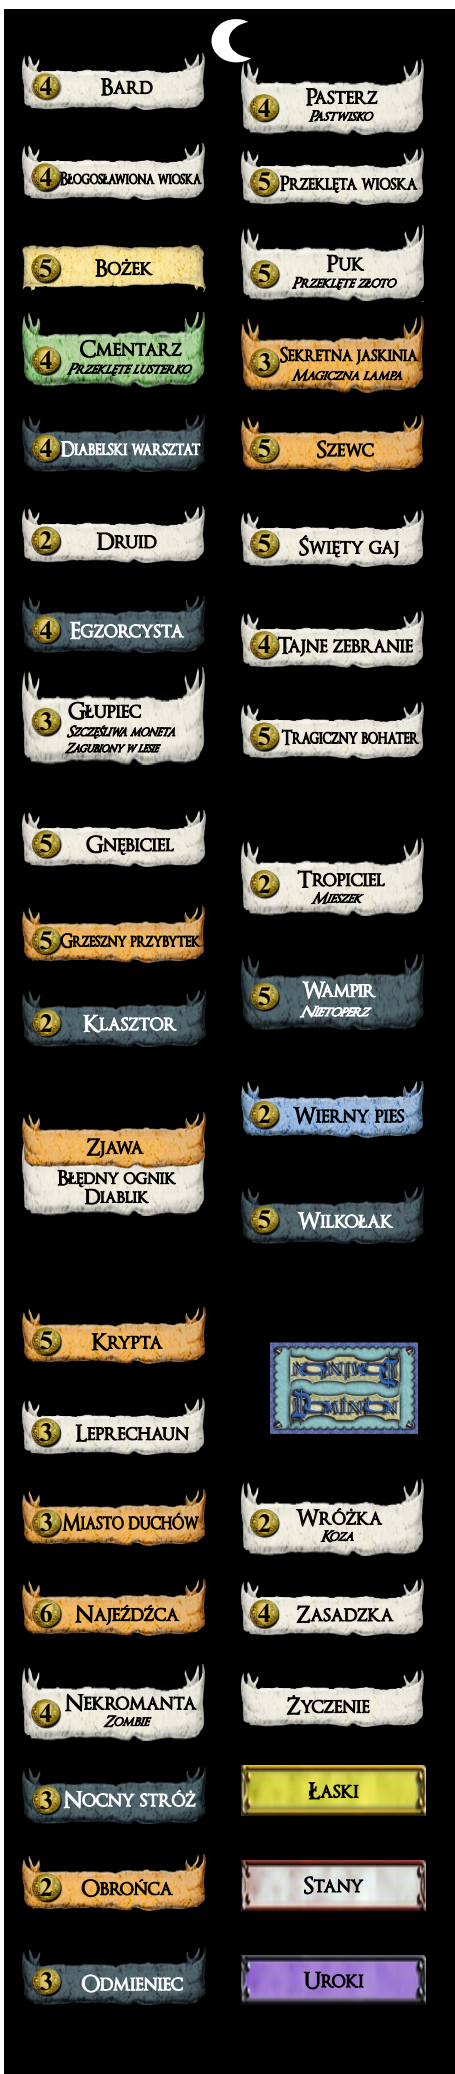 4 BARD
4 BŁOGOSŁAWIONA WIOSKA
5 BOŻEK
4 CMENTARZ
PRZEKLĘTE LUSTERKO
4 DIABELSKI WARSZTAT
2 DRUID
4 EGZORCYSTA
3 GŁUPIEC
SZCZĘŚLIWA MONETA
ZAGUBIONY W LESIE
5 GNĘBICIEL
5 GRZESZNY PRZYBYTEK
2 KLASZTOR
ZJAWA
BŁĘDNY OGNIK
DIABLIK
5 KRYPTA
3 LEPRECHAUN
3 MIASTO DUCHÓW
6 NAJEŹDŹCA
4 NEKROMANTA
ZOMBIE
3 NOCNY STRÓŻ
2 OBROŃCA
3 ODMIENIEC
4 PASTERZ
PASTWISKO
5 PRZEKLĘTA WIOSKA
5 PUK
PRZEKLĘTE ZŁOTO
3 SEKRETNA JASKINIA
MAGICZNA LAMPA
5 SZEWC
5 ŚWIĘTY GAJ
4 TAJNE ZEBRANIE
5 TRAGICZNY BOHATER
2 TROPICIEL
MIESZEK
5 WAMPIR
NIETOPERZ
2 WIERNY PIES
5 WILKOŁAK
DOMINION
DOMINION
2 WRÓŻKA
KOZA
4 ZASADZKA
ŻYCZENIE
ŁASKI
STANY
UROKI